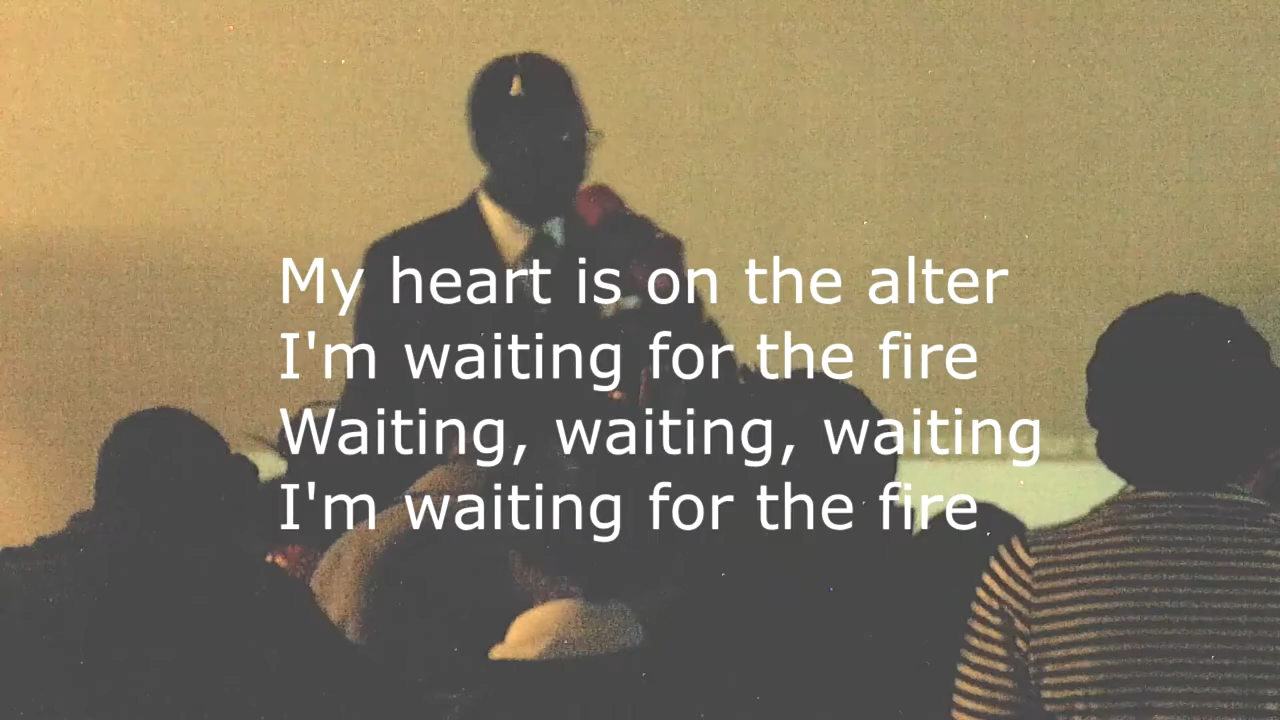 My heart is on the alter
I'm waiting for the fire
Waiting, waiting, waiting
I'm waiting for the fire